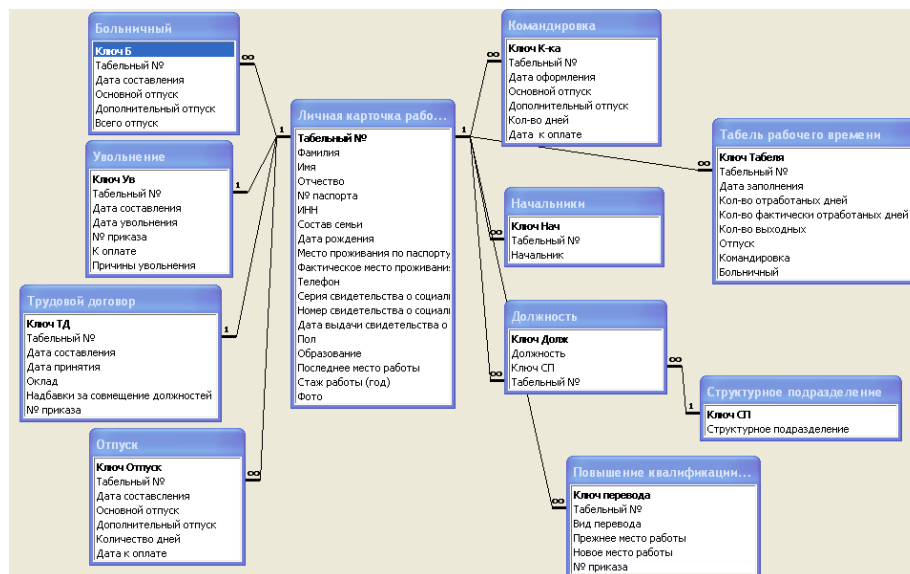 Больничный
Ключ Б
Табельный №
Дата составления
Основной отпуск
Дополнительный отпуск
Всего отпуск
Увольнение
Ключ Ув
Табельный №
Дата составления
Дата увольнения
№ приказа
К оплате
Причины увольнения
Трудовой договор
Ключ ТД
Табельный №
Дата составления
Дата принятия
Оклад
Надбавки за совмещение должностей
№ приказа
Отпуск
Ключ Отпуск
Табельный №
Дата составсления
Основной отпуск
Дополнительный отпуск
Количество дней
Дата к оплате
Личная карточка рабо...
Табельный №
Фамилия
Имя
Отчество
№ паспорта
ИНН
Состав семьи
Дата рождения
Место проживания по паспорту
Фактическое место проживани
Телефон
Серия свидетельства о социал
Номер свидетельства о социал
Дата выдачи свидетельства о
Пол
Образование
Последнее место работы
Стаж работы (год)
Фото
Командировка
Ключ К-ка
Табельный №
Дата оформления
Основной отпуск
Дополнительный отпуск
Кол-во дней
Дата к оплате
Начальники
Ключ Нач
Табельный №
Начальник
Должность
Ключ Долж
Должность
Ключ СП
Табельный №
Повышение квалификации...
Ключ перевода
Табельный №
Вид перевода
Прежнее место работы
Новое место работы
№ приказа
Табель рабочего времени
Ключ Табеля
Табельный №
Дата заполнения
Кол-во отработаных дней
Кол-во фактически отработаных дней
Кол-во выходных
Отпуск
Командировка
Больничный
Структурное подразделение
Ключ СП
Структурное подразделение
∞
1
1
1
∞
1
1
∞
∞
∞
∞
∞
∞
1